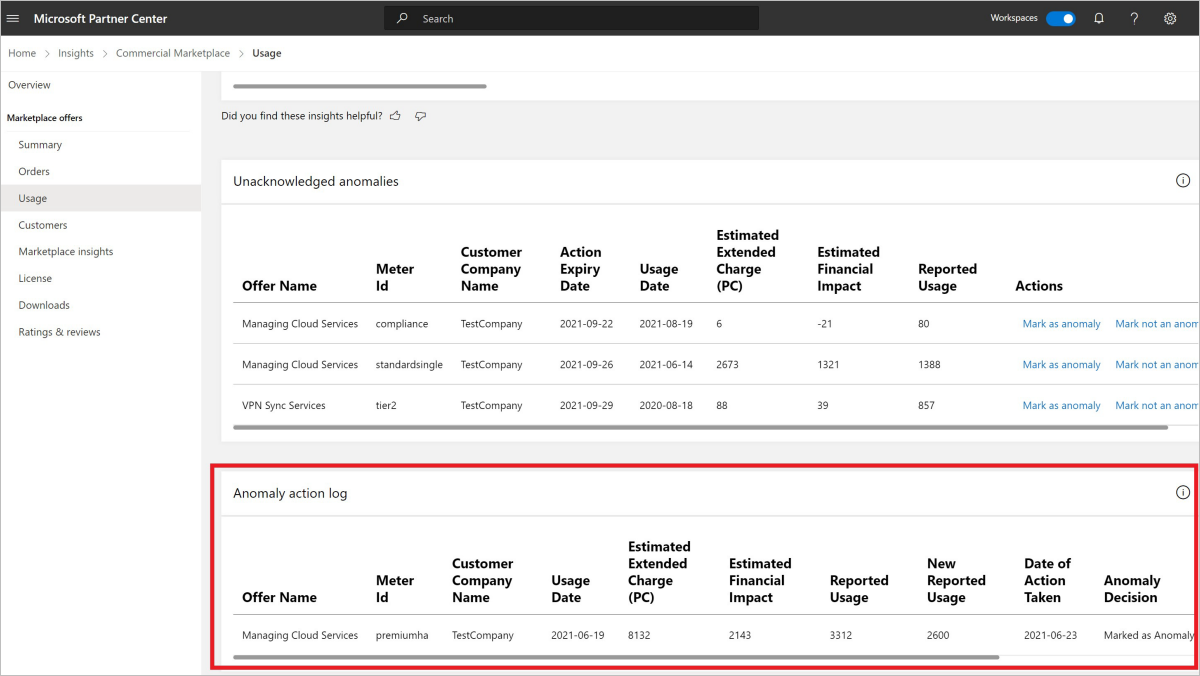 Microsoft Partner Center
Search
Workspaces
Home > Insights > Commercial Marketplace > Usage
Overview
Marketplace offers
Summary
Orders
Usage
Customers
Marketplace insights
License
Downloads
Ratings & reviews
Did you find these insights helpful?
Unacknowledged anomalies
Offer Name
Meter
Id
Customer
Company
Name
Action
Expiry
Date
Usage
Date
Estimated
Extended
Charge
(PC)
Estimated
Financial
Impact
Reported
Usage
Actions
Managing Cloud Services compliance TestCompany 2021-09-22 2021-08-19 6 -21 80 Mark as anomaly Mark not an anom
Managing Cloud Services standardsingle TestCompany 2021-09-26 2021-06-14 2673 1321 1388 Mark as anomaly Mark not an anom
VPN Sync Services tier2 TestCompany 2021-09-29 2020-08-18 88 39 857 Mark as anomaly Mark not an anom
Anomaly action log
Offer Name
Meter
Id
Customer
Company
Name
Usage
Date
Estimated
Extended
Charge
(PC)
Estimated
Financial
Impact
Reported
Usage
New
Reported
Usage
Date of
Action
Taken
Anomaly
Decision
Managing Cloud Services premiumha TestCompany 2021-06-19 8132 2143 3312 2600 2021-06-23 Marked as Anomaly